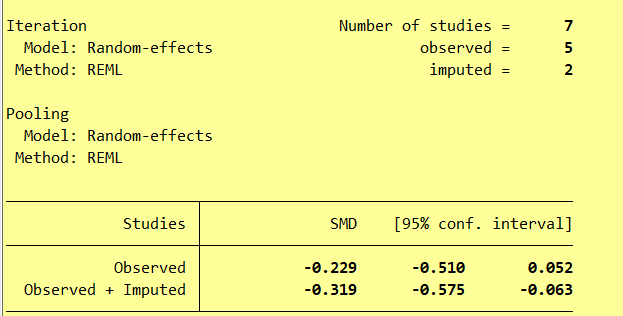 Iteration Number of studies = 7
Model: Random-effects observed = 5
Method: REML imputed = 2
Pooling
Model: Random-effects
Method: REML
Studies SMD [95% conf. interval]
Observed -0.229 -0.510 0.052
Observed + Imputed -0.319 -0.575 -0.063